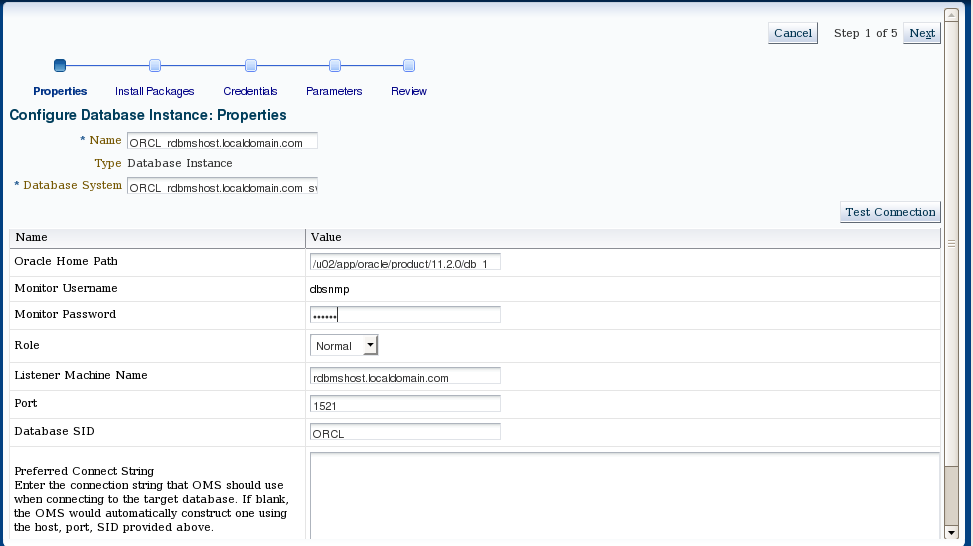 Cancel Step 1 of 5 Next
Properties Install Packages Credentials Parameters Review
Configure Database Instance: Properties
* Name ORCL_rdbmshost.localdomain.com
Type Database Instance
* Database System ORCL_rdbmshost.localdomain.com_sy
Test Connection
Name Value
Oracle Home Path /u02/app/oracle/product/11.2.0/db_1
Monitor Username dbsnmp
Monitor Password ••••••
Role Normal
Listener Machine Name rdbmshost.localdomain.com
Port 1521
Database SID ORCL
Preferred Connect String
Enter the connection string that OMS should use
when connecting to the target database. If blank,
the OMS would automatically construct one using
the host, port, SID provided above.